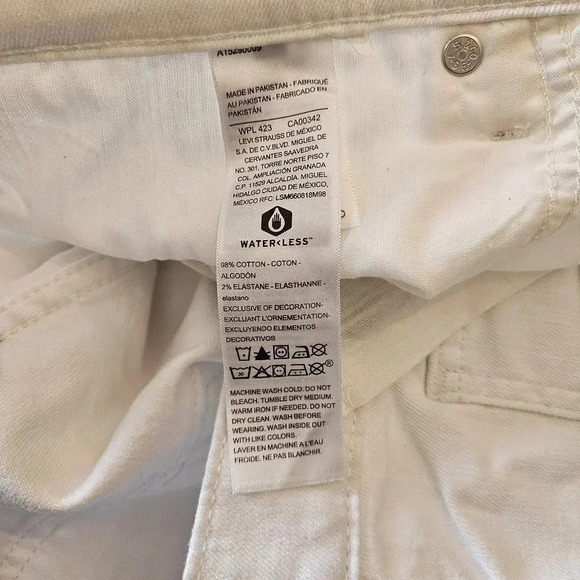 A15290009
MADE IN PAKISTAN - FABRIQUÉ
AU PAKISTAN - FABRICADO EN
PAKISTÁN
WPL 423 CA00342
LEVI STRAUSS DE MÉXICO
S.A. DE C.V.BLVD. MIGUEL DE
CERVANTES SAAVEDRA
NO. 301, TORRE NORTE PISO 7
COL. AMPLIACIÓN GRANADA
C.P. 11529 ALCALDÍA. MIGUEL
HIDALGO CIUDAD DE MÉXICO,
MÉXICO RFC: LSM660818M98
WATER<LESS™
98% COTTON - COTON -
ALGODÓN
2% ELASTANE - ELASTHANNE -
elastano
EXCLUSIVE OF DECORATION-
EXCLUANT L'ORNEMENTATION-
EXCLUYENDO ELEMENTOS
DECORATIVOS
30
®
MACHINE WASH COLD. DO NOT
BLEACH. TUMBLE DRY MEDIUM.
WARM IRON IF NEEDED. DO NOT
DRY CLEAN. WASH BEFORE
WEARING. WASH INSIDE OUT
WITH LIKE COLORS.
LAVER EN MACHINE A L'EAU
FROIDE. NE PAS BLANCHIR.